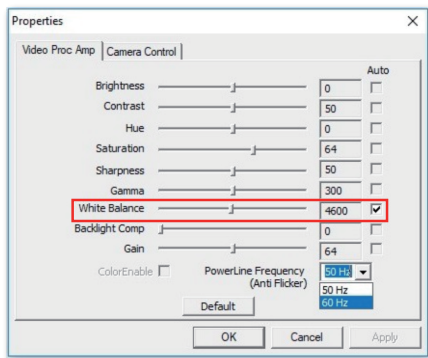 Properties
Video Proc Amp Camera Control
Auto
Brightness 0
Contrast 50
Hue 0
Saturation 64
Sharpness 50
Gamma 300
White Balance 4600
Backlight Comp 0
Gain 64
ColorEnable PowerLine Frequency 50 Hz
(Anti Flicker)
50 Hz
60 Hz
Default
OK Cancel Apply